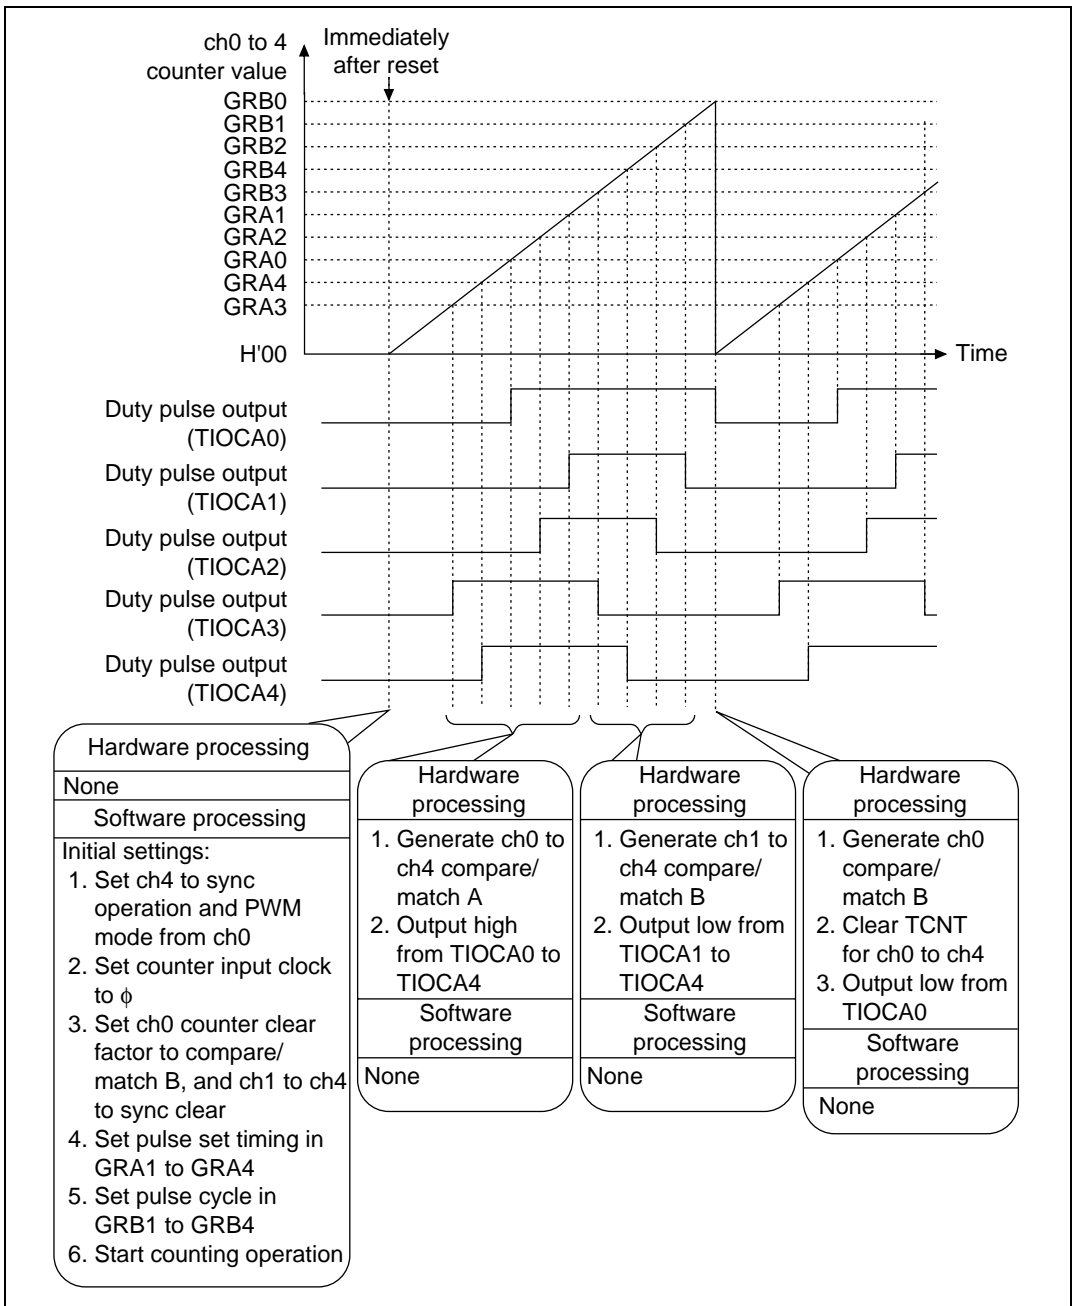 ch0 to 4
counter value
Immediately
after reset
GRB0
GRB1
GRB2
GRB4
GRB3
GRA1
GRA2
GRA0
GRA4
GRA3
H'00
Time
Duty pulse output
(TIOCA0)
Duty pulse output
(TIOCA1)
Duty pulse output
(TIOCA2)
Duty pulse output
(TIOCA3)
Duty pulse output
(TIOCA4)
Hardware processing
None
Software processing
Initial settings:
1. Set ch4 to sync
operation and PWM
mode from ch0
2. Set counter input clock
to ϕ
3. Set ch0 counter clear
factor to compare/
match B, and ch1 to ch4
to sync clear
4. Set pulse set timing in
GRA1 to GRA4
5. Set pulse cycle in
GRB1 to GRB4
6. Start counting operation
Hardware
processing
1. Generate ch0 to
ch4 compare/
match A
2. Output high
from TIOCA0 to
TIOCA4
Software
processing
None
Hardware
processing
1. Generate ch1 to
ch4 compare/
match B
2. Output low from
TIOCA1 to
TIOCA4
Software
processing
None
Hardware
processing
1. Generate ch0
compare/
match B
2. Clear TCNT
for ch0 to ch4
3. Output low from
TIOCA0
Software
processing
None